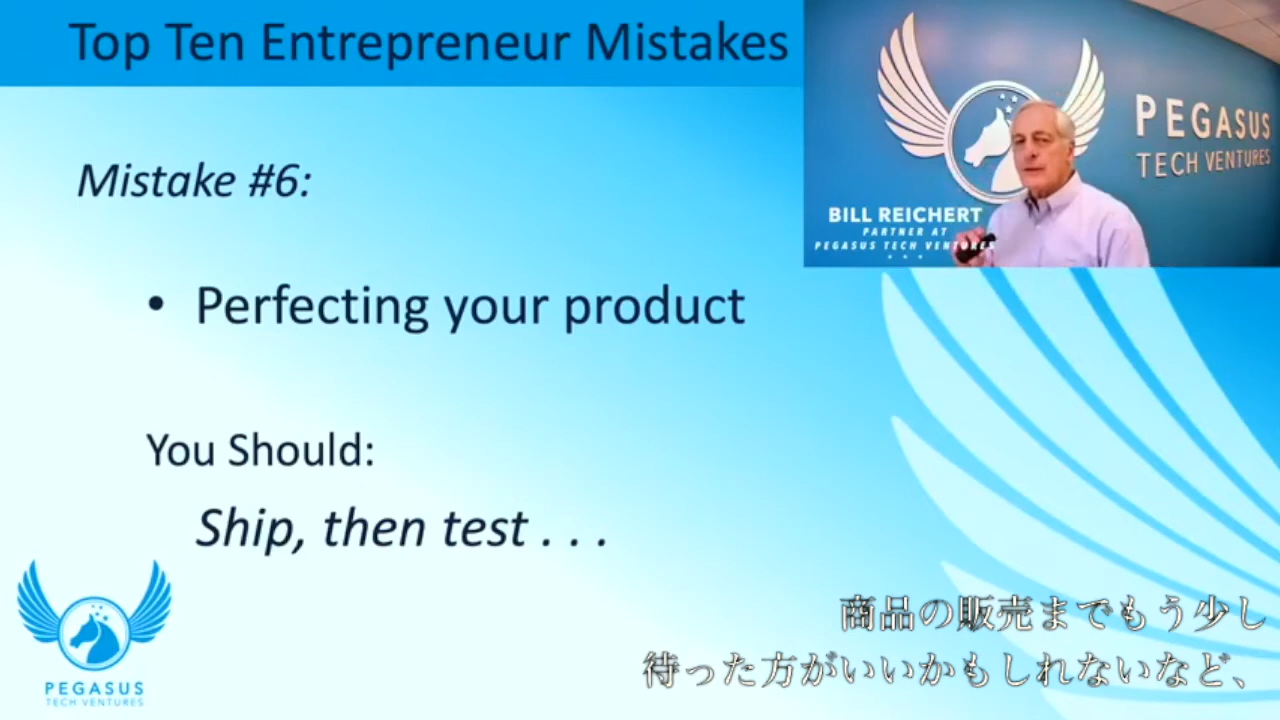 Top Ten Entrepreneur Mistakes
PEGASUS
TECH VENTURES
BILL REICHERT
PARTNER AT
PEGASUS TECH VENTURES
Mistake #6:
• Perfecting your product
You Should:
Ship, then test . . .
商品の販売までもう少し
待った方がいいかもしれないなど、
PEGASUS
TECH VENTURES